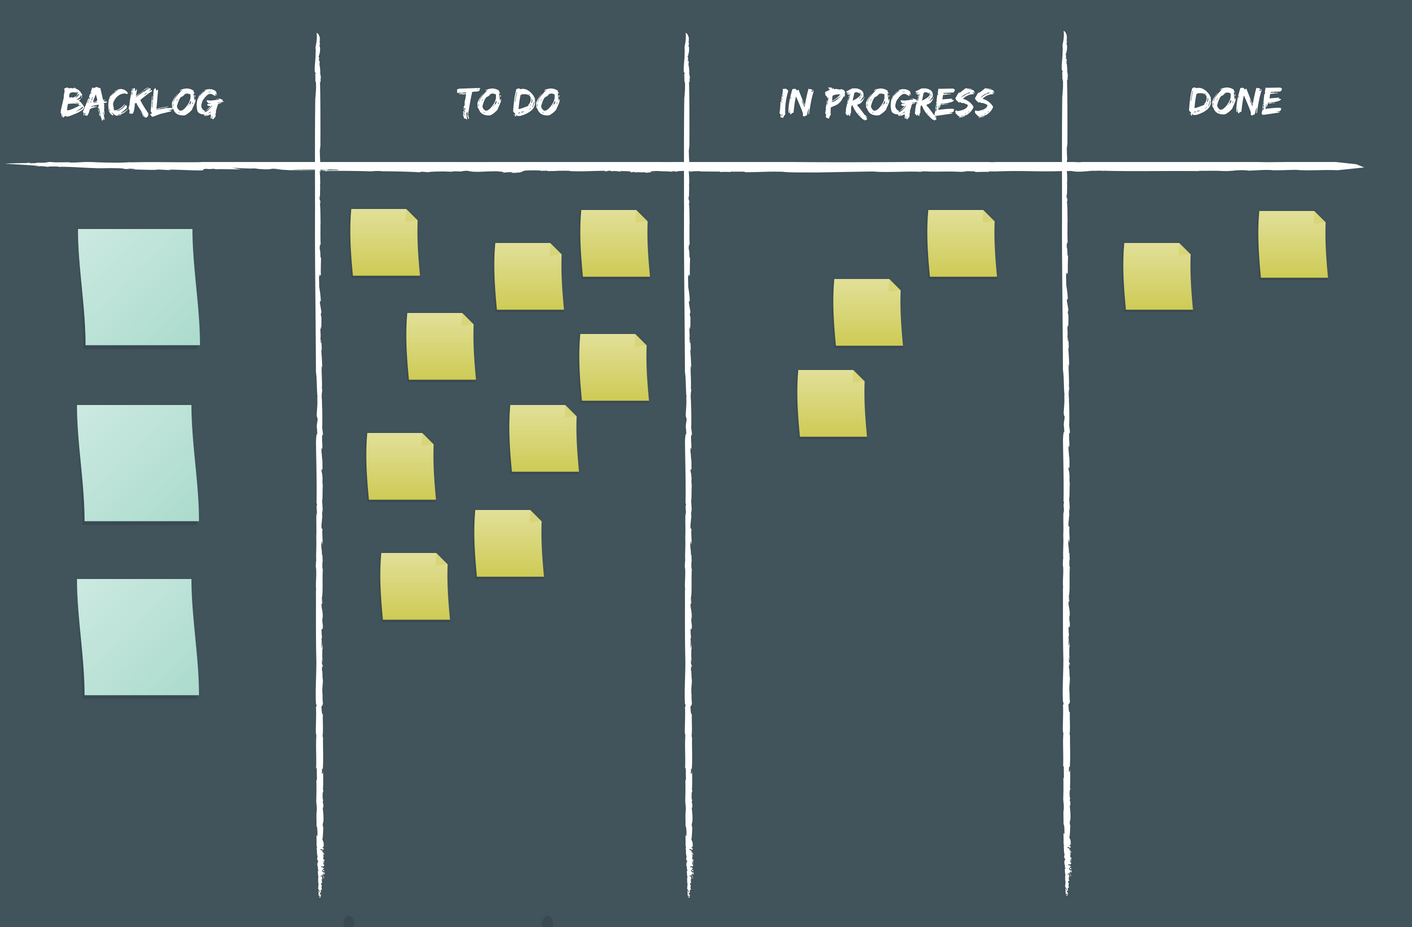 BACKLOG
TO DO
IN PROGRESS
DONE